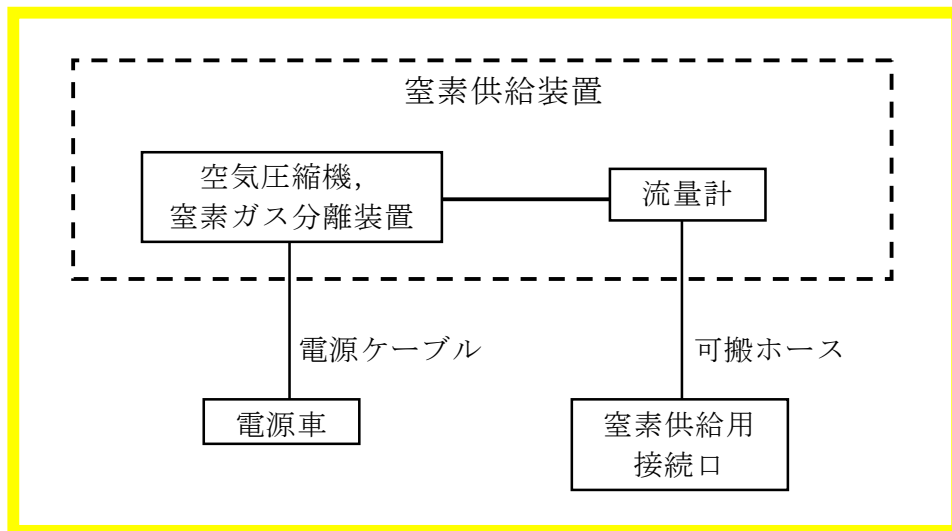 窒素供給装置
空気圧縮機,
窒素ガス分離装置
流量計
電源ケーブル
可搬ホース
電源車
窒素供給用
接続口